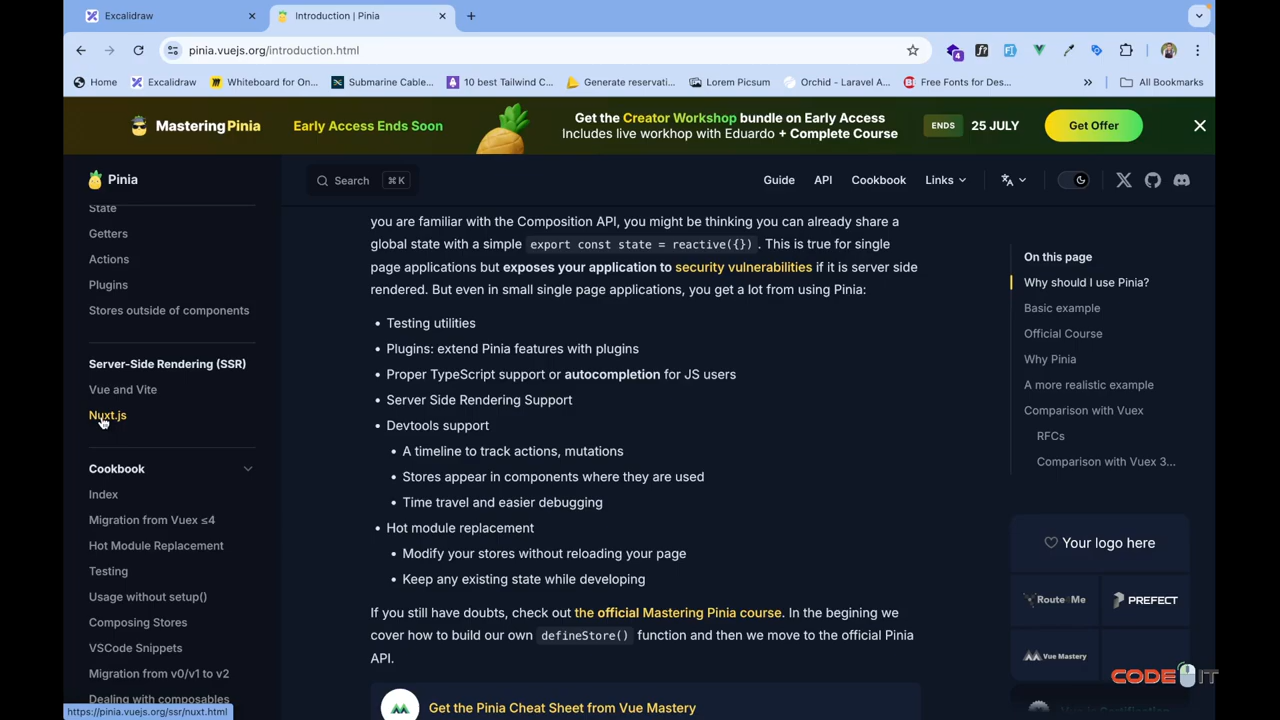 Excalidraw
Introduction | Pinia
pinia.vuejs.org/introduction.html
4
Home
Excalidraw
Whiteboard for On...
Submarine Cable...
10 best Tailwind C...
Generate reservati...
Lorem Picsum
Orchid - Laravel A...
Free Fonts for Des...
»
All Bookmarks
MasteringPinia
Early Access Ends Soon
Get the Creator Workshop bundle on Early Access
Includes live workhop with Eduardo + Complete Course
ENDS
25 JULY
Get Offer
Pinia
Search
⌘K
Guide
API
Cookbook
Links
State
Getters
Actions
Plugins
Stores outside of components
Server-Side Rendering (SSR)
Vue and Vite
Nuxt.js
Cookbook
Index
Migration from Vuex ≤4
Hot Module Replacement
Testing
Usage without setup()
Composing Stores
VSCode Snippets
Migration from v0/v1 to v2
Dealing with composables
https://pinia.vuejs.org/ssr/nuxt.html
you are familiar with the Composition API, you might be thinking you can already share a
global state with a simple export const state = reactive({}). This is true for single
page applications but exposes your application to security vulnerabilities if it is server side
rendered. But even in small single page applications, you get a lot from using Pinia:
• Testing utilities
• Plugins: extend Pinia features with plugins
• Proper TypeScript support or autocompletion for JS users
• Server Side Rendering Support
• Devtools support
• A timeline to track actions, mutations
• Stores appear in components where they are used
• Time travel and easier debugging
• Hot module replacement
• Modify your stores without reloading your page
• Keep any existing state while developing
If you still have doubts, check out the official Mastering Pinia course. In the begining we
cover how to build our own defineStore() function and then we move to the official Pinia
API.
Get the Pinia Cheat Sheet from Vue Mastery
On this page
Why should I use Pinia?
Basic example
Official Course
Why Pinia
A more realistic example
Comparison with Vuex
RFCs
Comparison with Vuex 3...
Your logo here
Route4Me
PREFECT
Vue Mastery
CODE IT